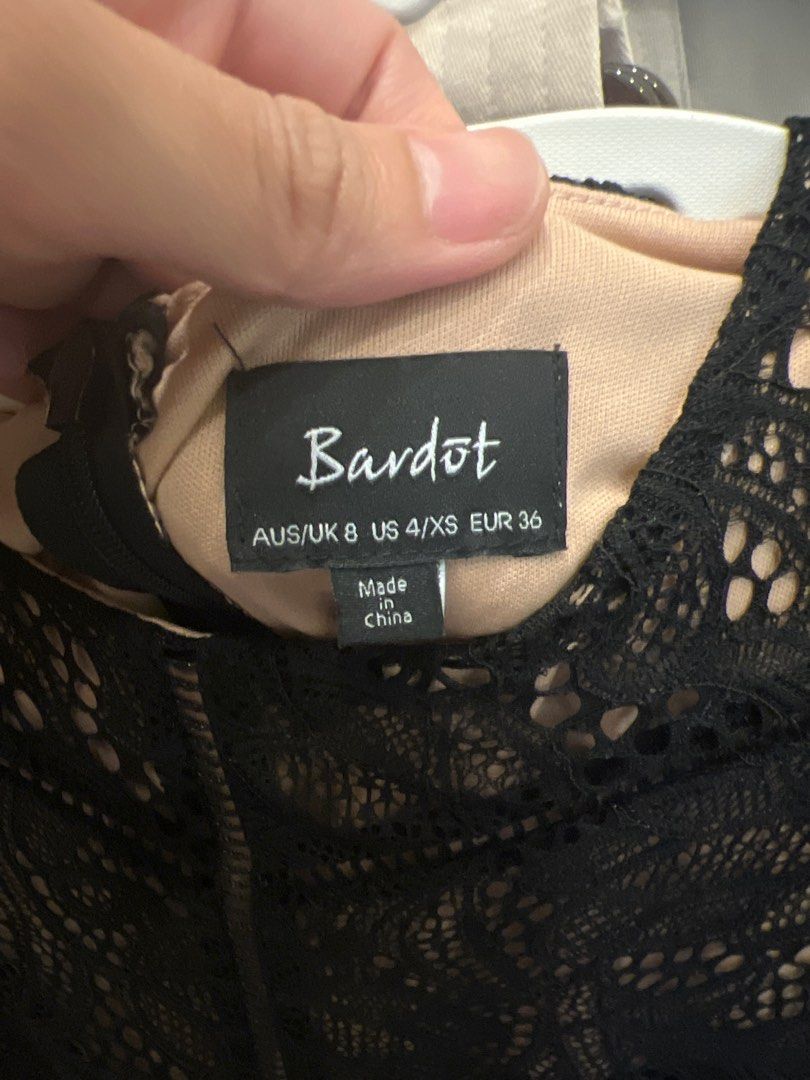 Bardot
AUS/UK 8 US 4/XS EUR 36
Made
in
China